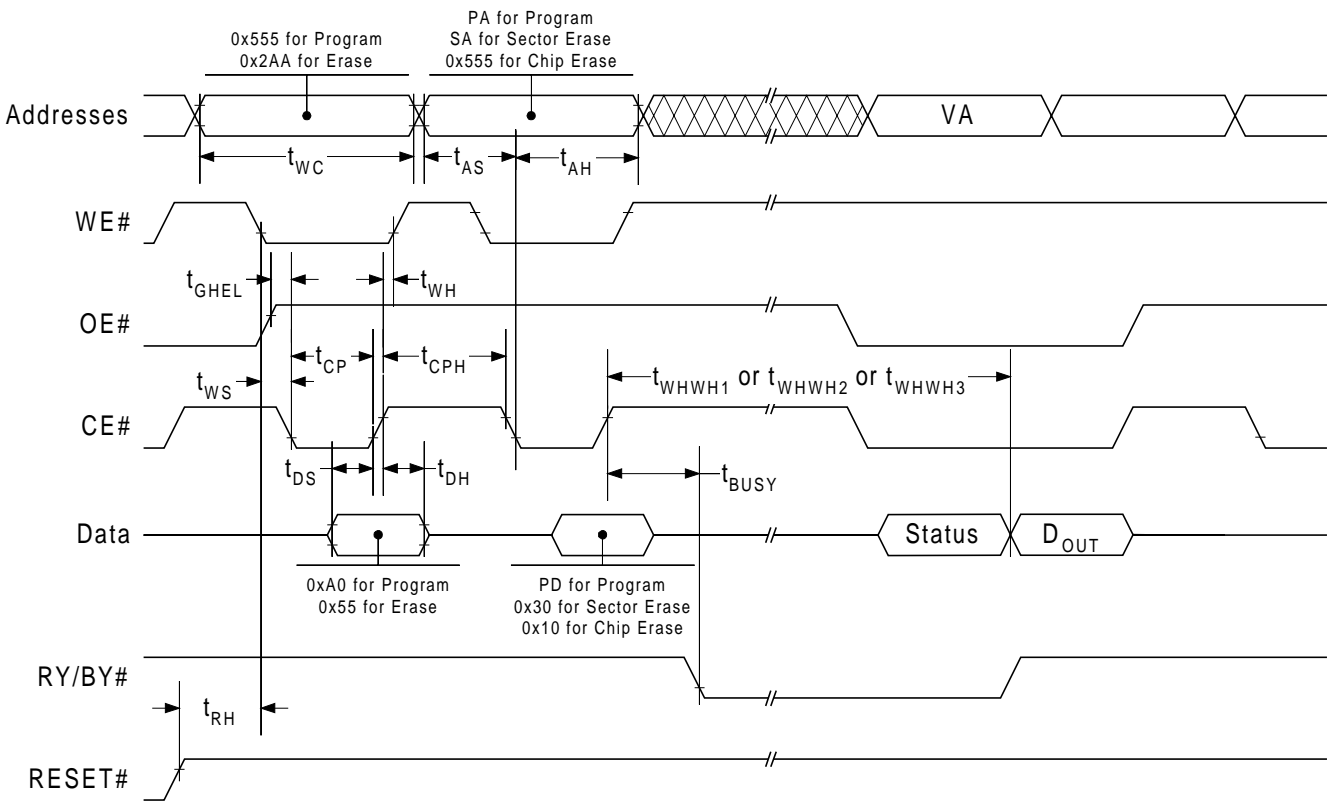 PA for Program
0x555 for Program
SA for Sector Erase
0x2AA for Erase
0x555 for Chip Erase
Addresses
VA
tWC
tAS
tAH
WE#
tGHEL
tWH
OE#
tCP
tCPH
tWS
tWHWH1 or tWHWH2 or tWHWH3
CE#
tDS
tDH
tBUSY
Data
Status
DOUT
0xA0 for Program
0x55 for Erase
PD for Program
0x30 for Sector Erase
0x10 for Chip Erase
RY/BY#
tRH
RESET#